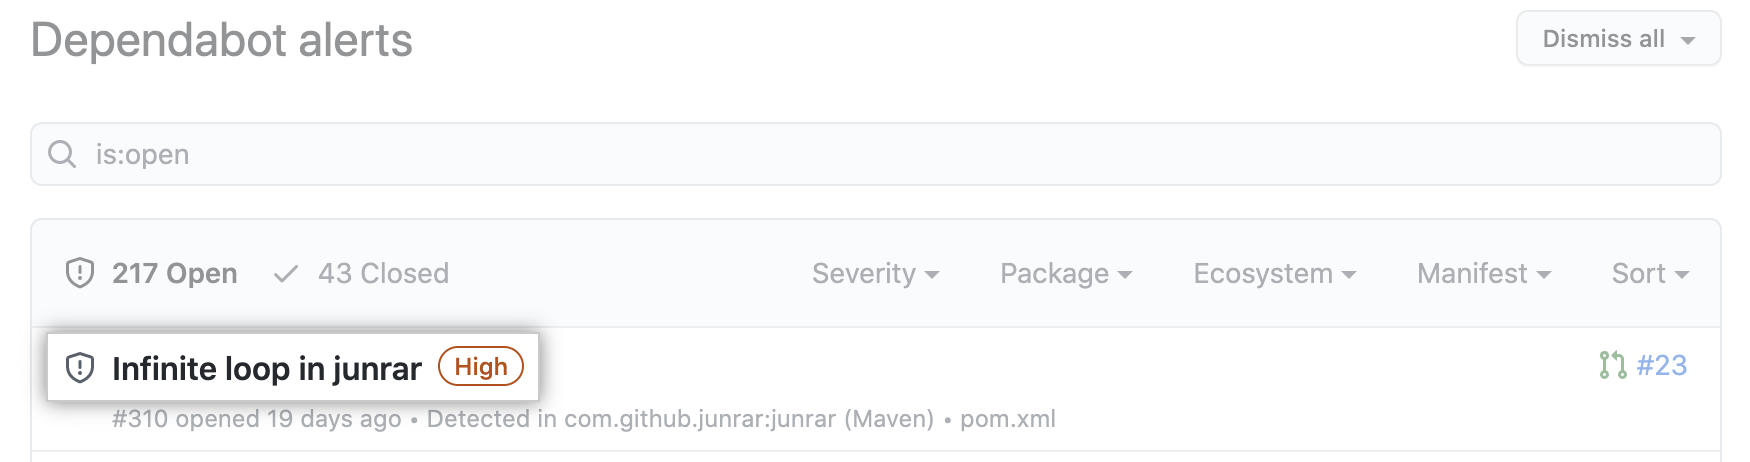 Dependabot alerts
Dismiss all
is:open
217 Open 43 Closed Severity Package Ecosystem Manifest Sort
Infinite loop in junrar High #23
#310 opened 19 days ago • Detected in com.github.junrar:junrar (Maven) • pom.xml